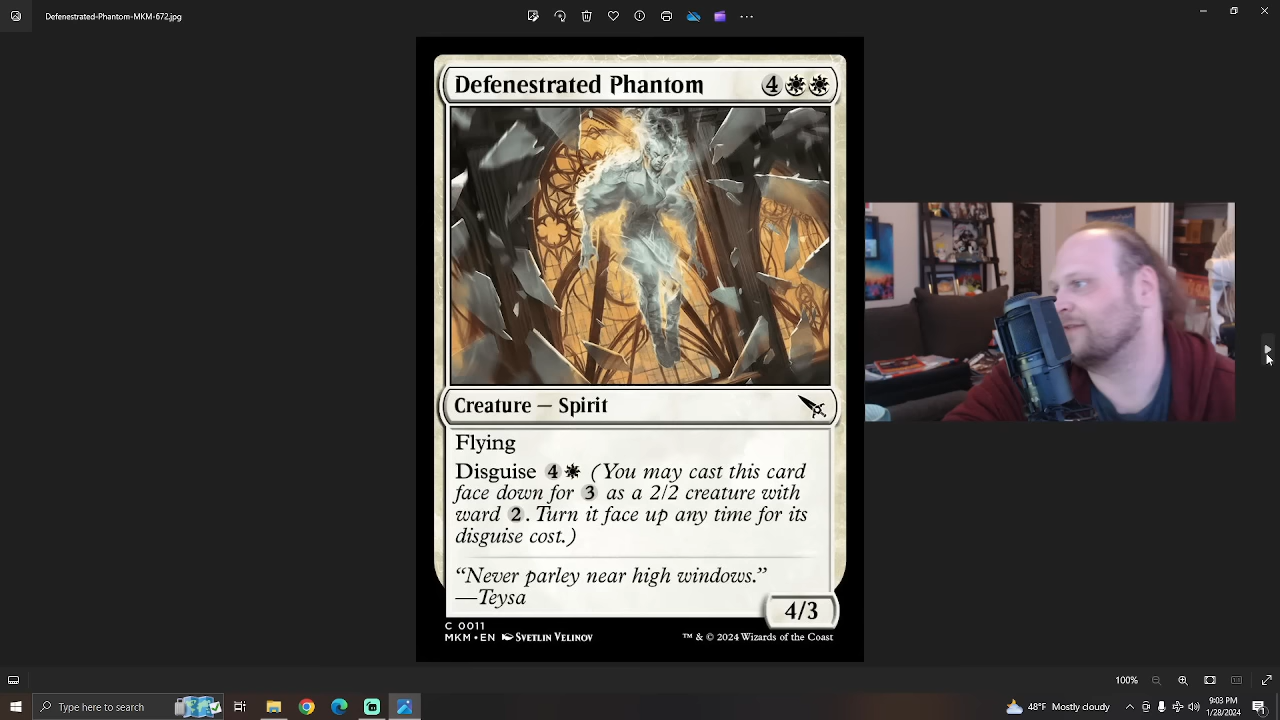 Defenestrated-Phantom-MKM-672.jpg
Defenestrated Phantom 4
Creature — Spirit
Flying
Disguise 4 (You may cast this card
face down for 3 as a 2/2 creature with
ward 2. Turn it face up any time for its
disguise cost.)
“Never parley near high windows.”
—Teysa
4/3
C 0011
MKM • EN Svetlin Velinov
™ & © 2024 Wizards of the Coast
100%
Type here to search
48°F Mostly cloudy
9:03 PM
1/28/2024